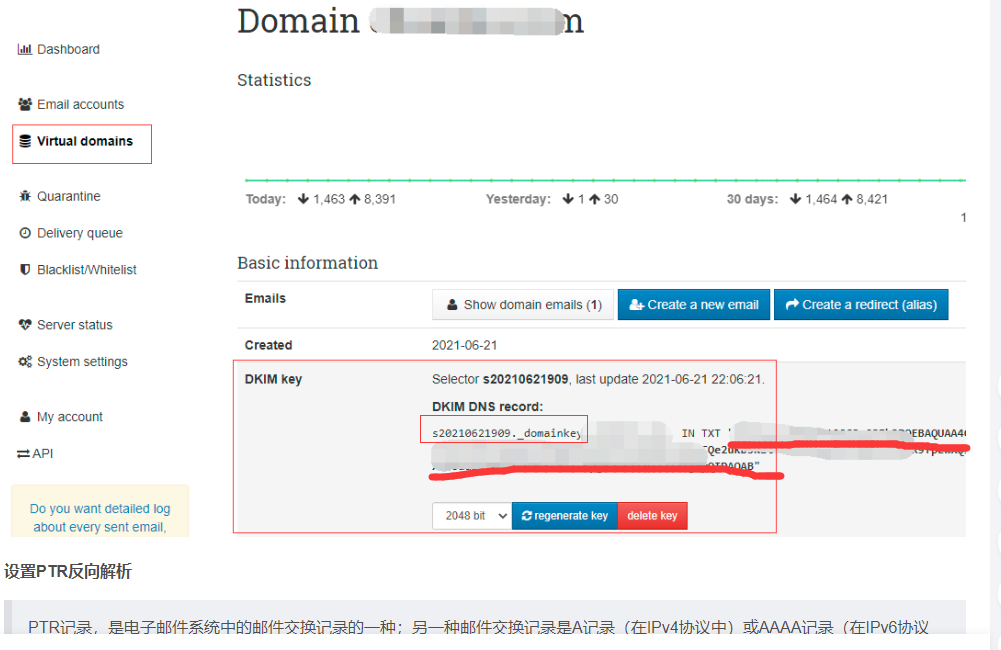 Domain
Dashboard
Statistics
Email accounts
Virtual domains
Quarantine
Today: 1,463 8,391 Yesterday: 1 30 30 days: 1,464 8,421
1
Delivery queue
Basic information
Blacklist/Whitelist
Emails Show domain emails (1) Create a new email Create a redirect (alias)
Server status
Created 2021-06-21
System settings
DKIM key Selector s20210621909, last update 2021-06-21 22:06:21.
DKIM DNS record:
My account
s20210621909._domainkey IN TXT
API
Do you want detailed log
about every sent email,
2048 bit regenerate key delete key
设置PTR反向解析
PTR记录，是电子邮件系统中的邮件交换记录的一种；另一种邮件交换记录是A记录（在IPv4协议中）或AAAA记录（在IPv6协议